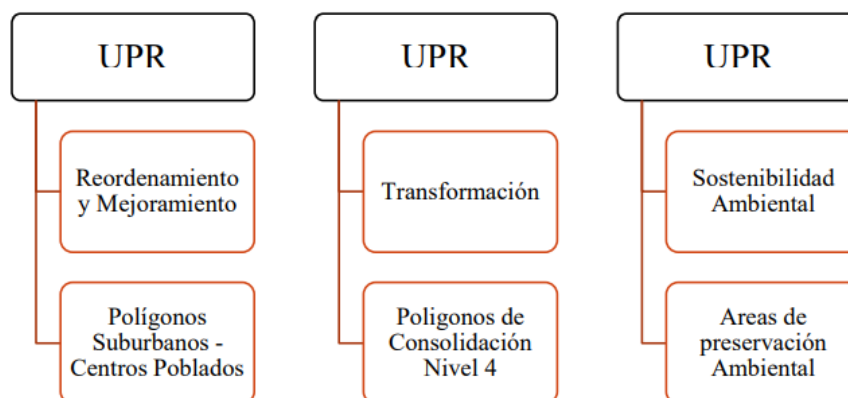 UPR
Reordenamiento
y Mejoramiento
Polígonos
Suburbanos -
Centros Poblados
UPR
Transformación
Poligonos de
Consolidación
Nivel 4
UPR
Sostenibilidad
Ambiental
Areas de
preservación
Ambiental